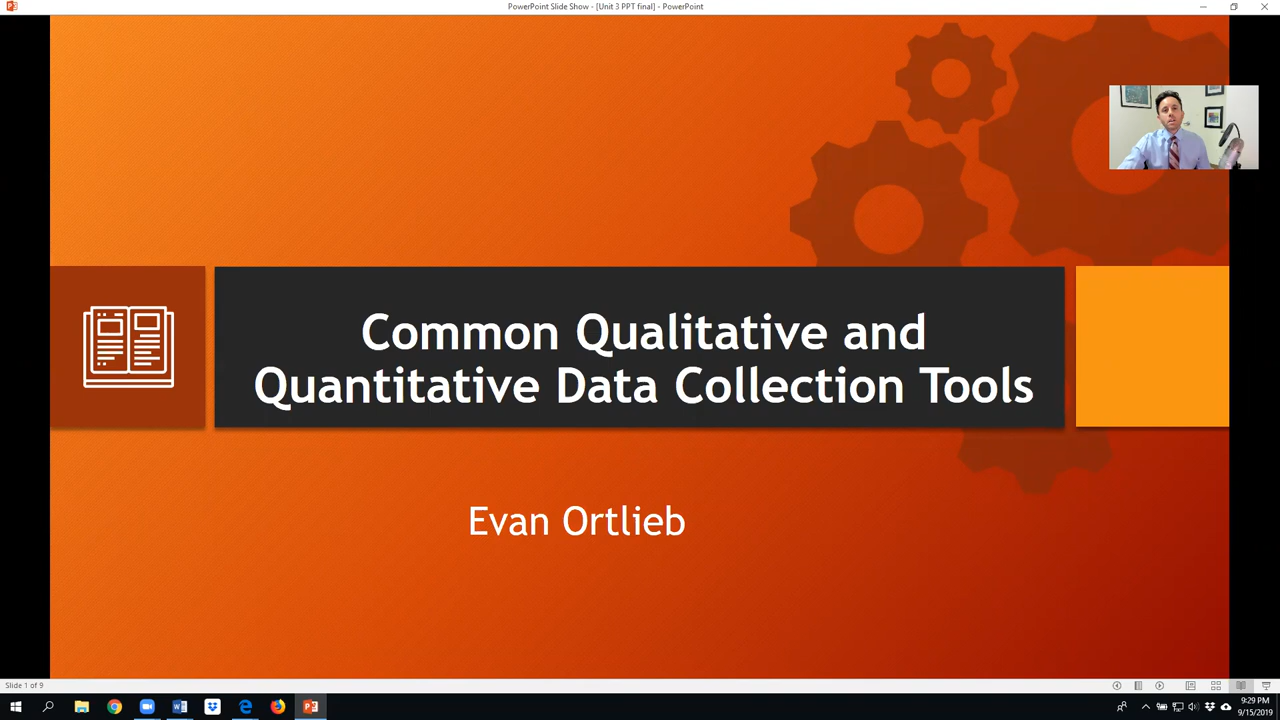 PowerPoint Slide Show - [Unit 3 PPT final] - PowerPoint
Common Qualitative and
Quantitative Data Collection Tools
Evan Ortlieb
Slide 1 of 9
9:29 PM
9/15/2019